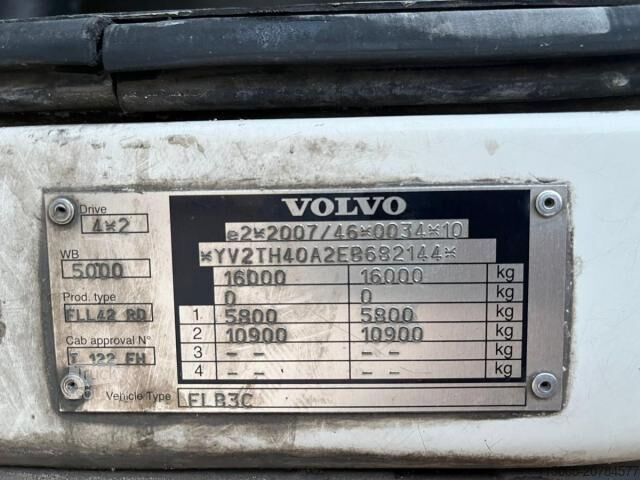 VOLVO
Drive
4*2
e2*2007/46*0034*10
*YV2TH40A2EB682144*
WB
5000
16000 16000 kg
0 0 kg
Prod. type
FLL42 RD
1 5800 5800 kg
2 10900 10900 kg
Cab approval N°
T 122 FH
3 -- -- kg
4 -- -- kg
Vehicle Type
FLB3C